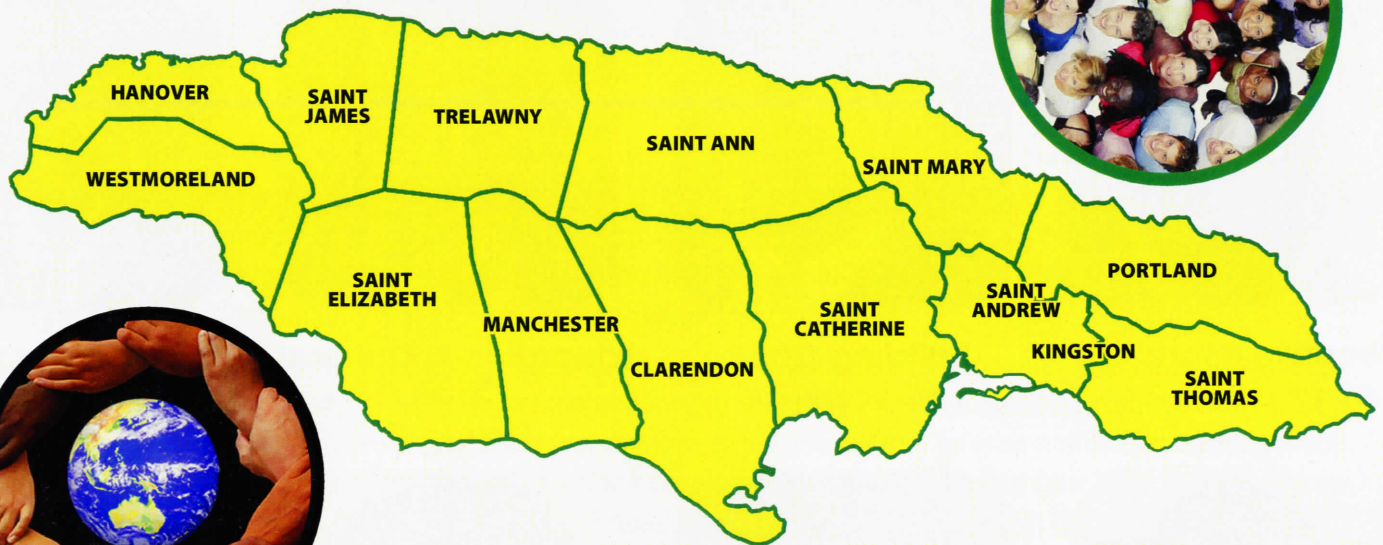 HANOVER
SAINT
JAMES
TRELAWNY
SAINT ANN
SAINT MARY
WESTMORELAND
SAINT
ELIZABETH
MANCHESTER
CLARENDON
SAINT
CATHERINE
SAINT
ANDREW
KINGSTON
PORTLAND
SAINT
THOMAS